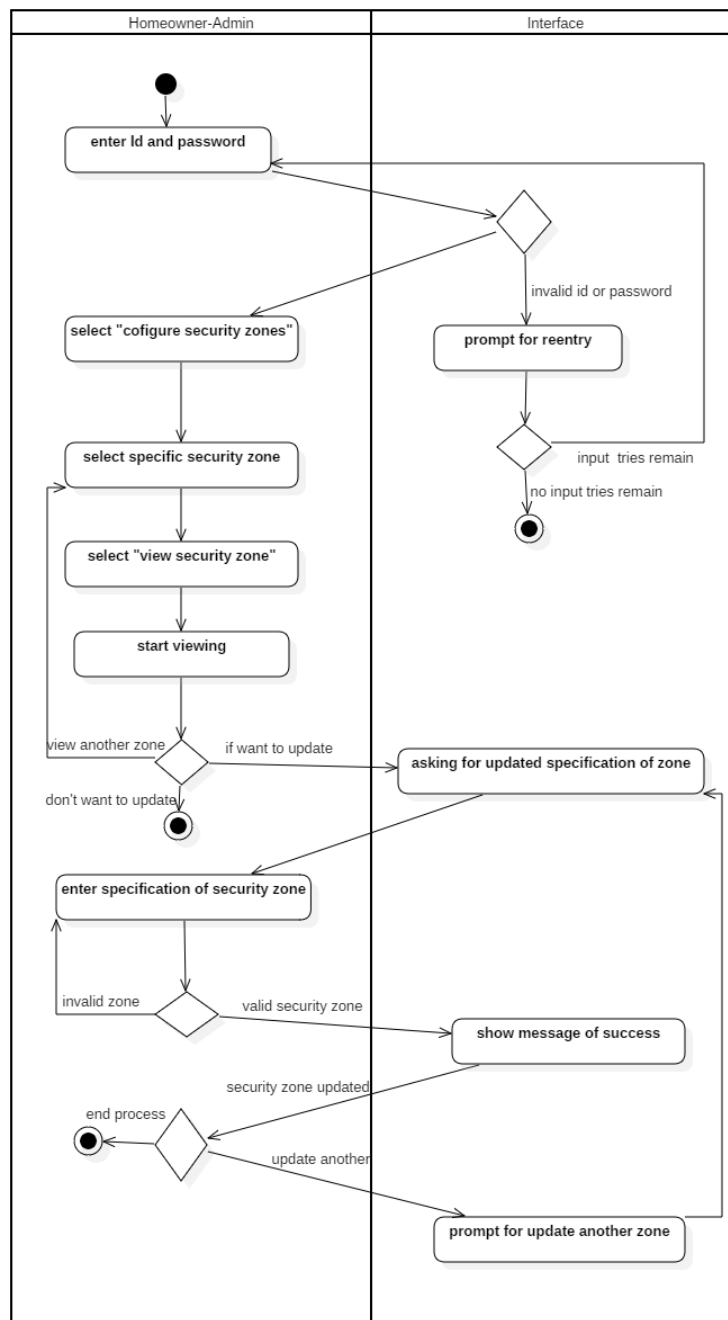 Homeowner-Admin
Interface
enter Id and password
invalid id or password
select "cofigure security zones"
prompt for reentry
select specific security zone
input tries remain
no input tries remain
select "view security zone"
start viewing
view another zone
if want to update
asking for updated specification of zone
don't want to update
enter specification of security zone
invalid zone
valid security zone
show message of success
security zone updated
end process
update another
prompt for update another zone